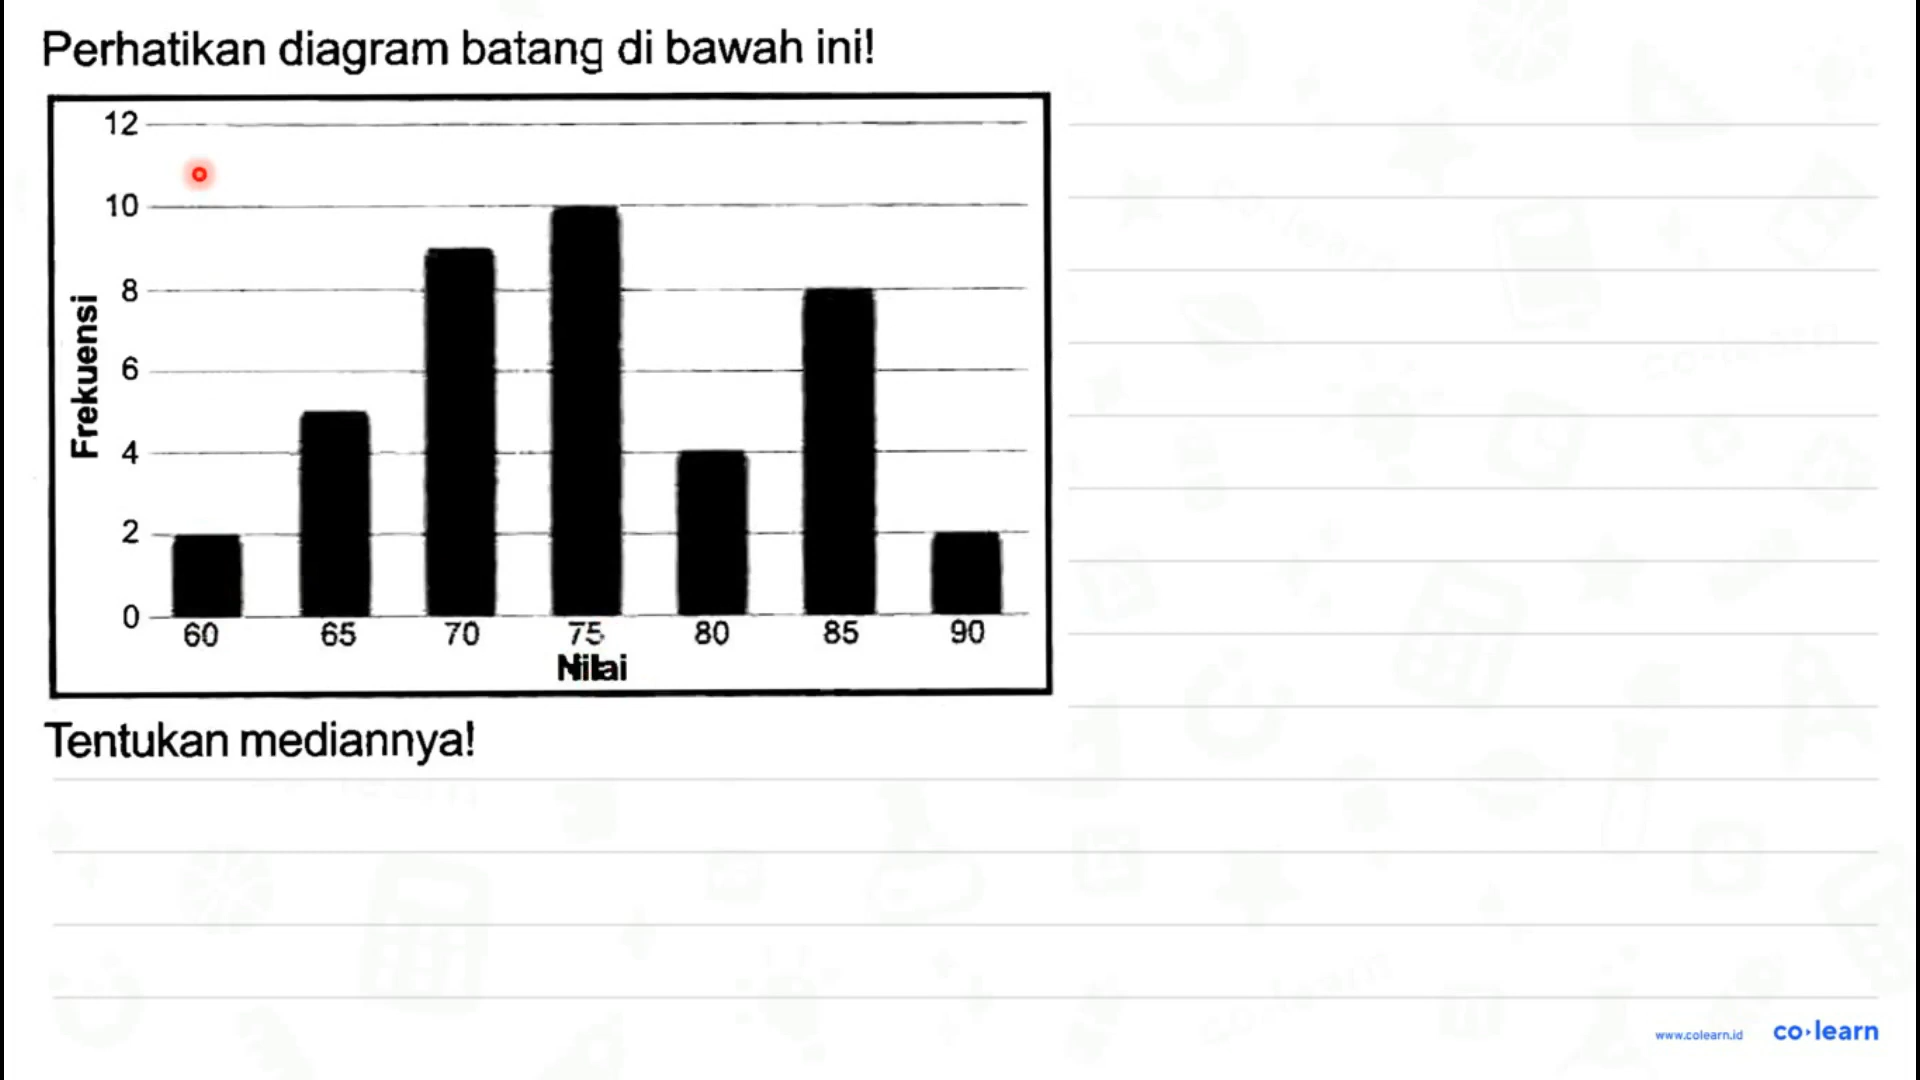 Perhatikan diagram batang di bawah ini!
12
10
8
6
4
2
0
Frekuensi
60 65 70 75 80 85 90
Nilai
Tentukan mediannya!
www.colearn.id co·learn